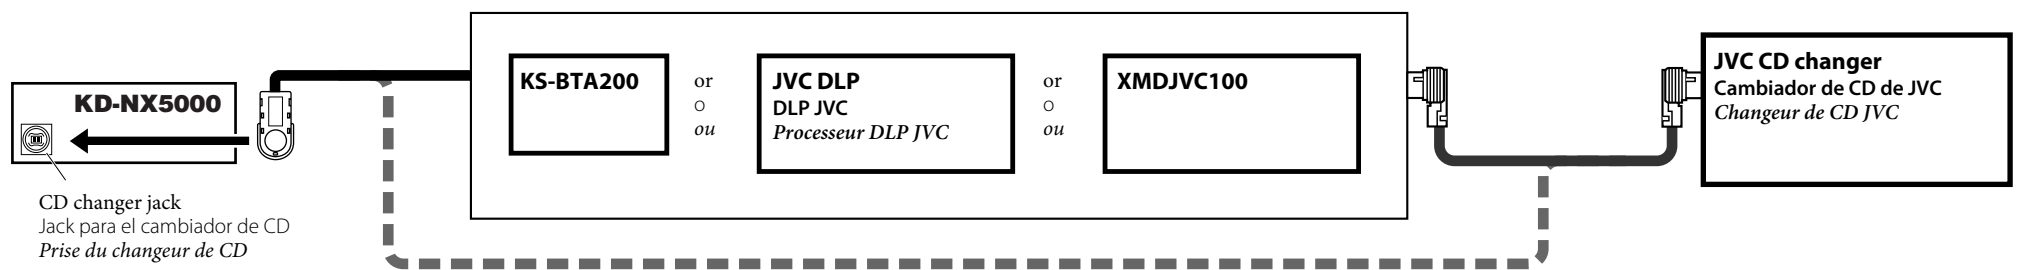 KD-NX5000
CD changer jack
Jack para el cambiador de CD
Prise du changeur de CD
KS-BTA200
or
o
ou
JVC DLP
DLP JVC
Processeur DLP JVC
or
o
ou
XMDJVC100
JVC CD changer
Cambiador de CD de JVC
Changeur de CD JVC